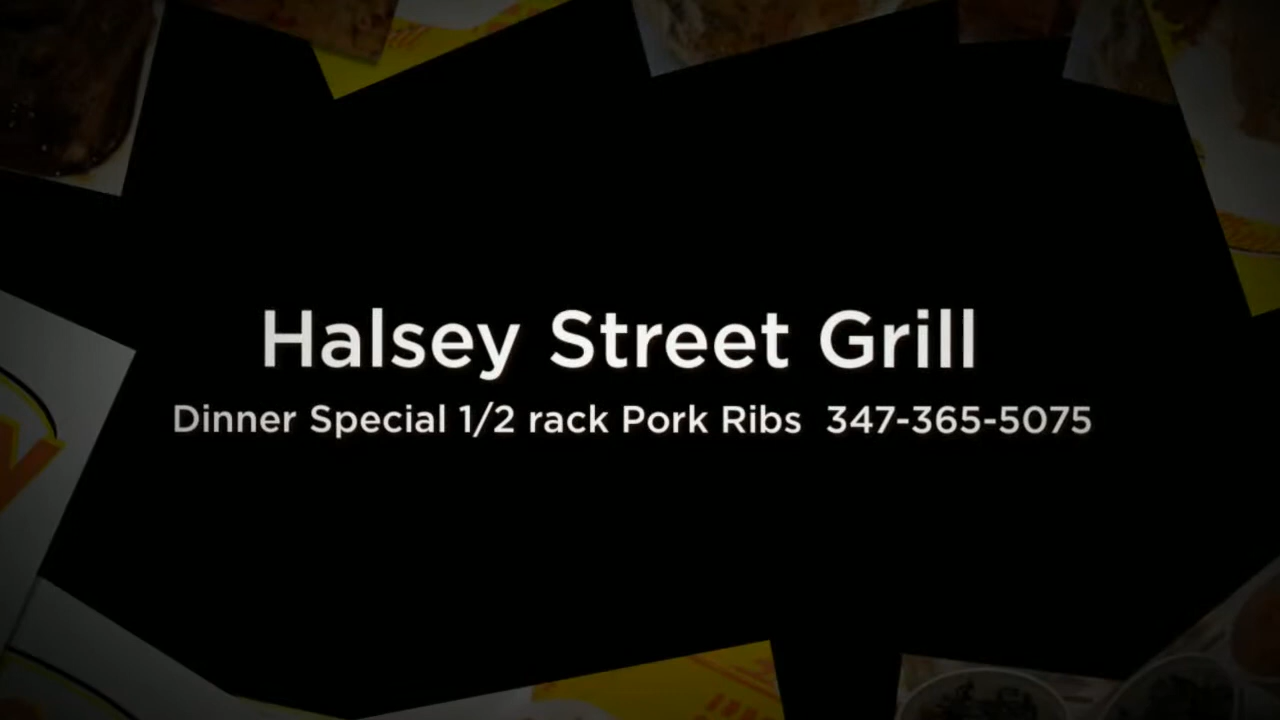 Halsey Street Grill
Dinner Special 1/2 rack Pork Ribs  347-365-5075